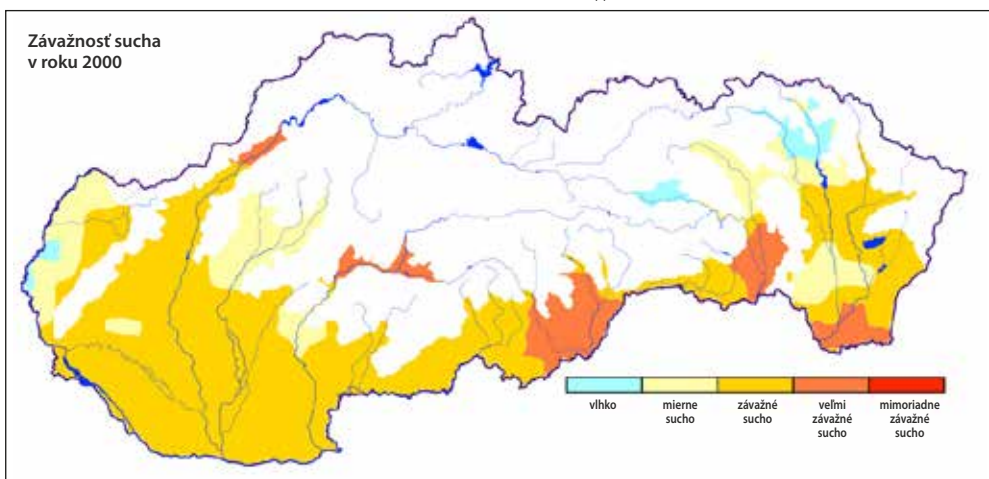 Závažnosť sucha
v roku 2000
vlhko
mierne
sucho
závažné
sucho
veľmi
závažné
sucho
mimoriadne
závažné
sucho